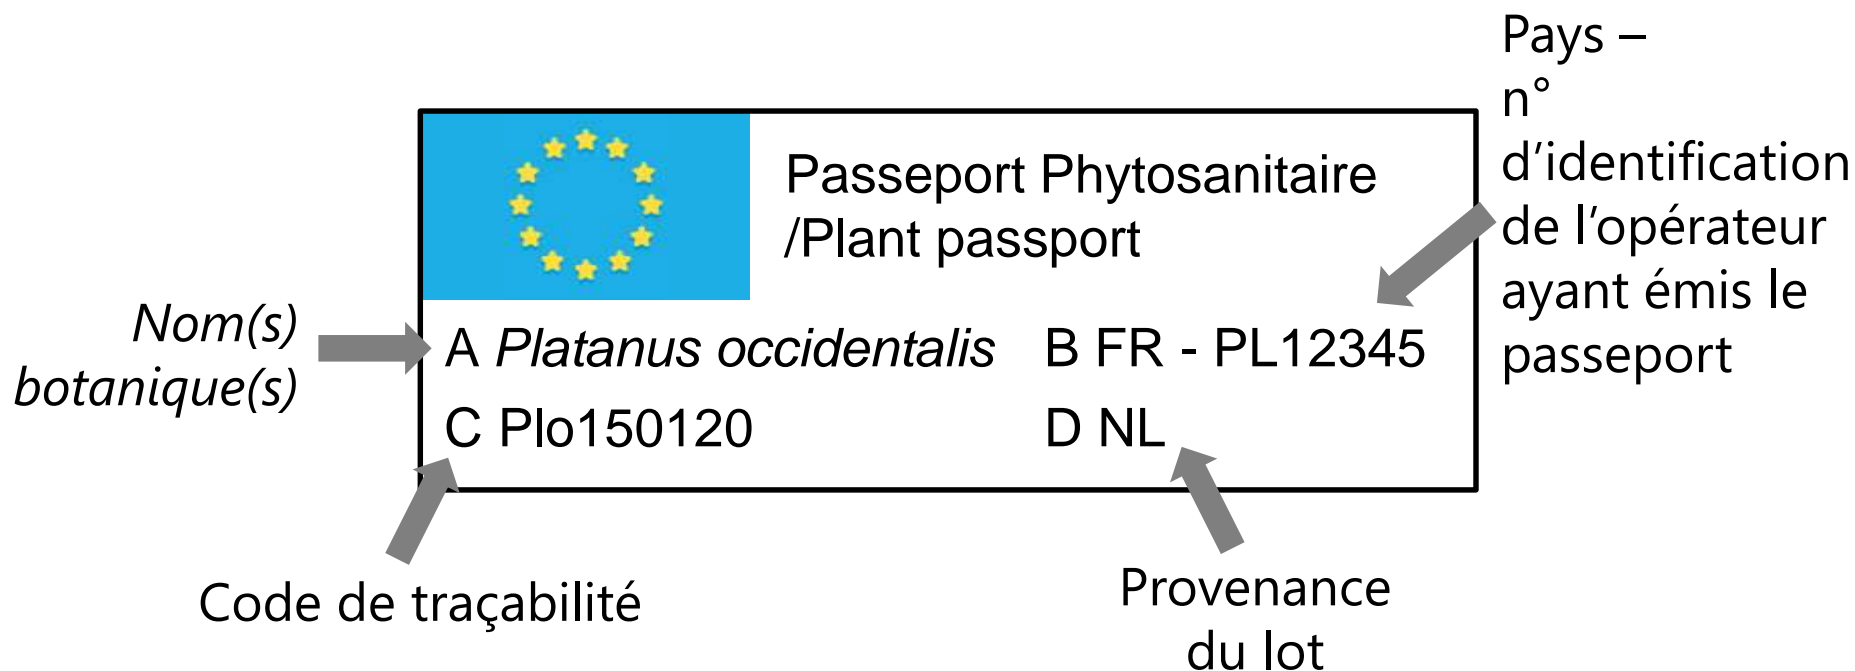 Pays –
n°
d’identification
de l’opérateur
ayant émis le
passeport
Passeport Phytosanitaire
/Plant passport
Nom(s)
botanique(s)
A Platanus occidentalis B FR - PL12345
C Plo150120 D NL
Code de traçabilité
Provenance
du lot